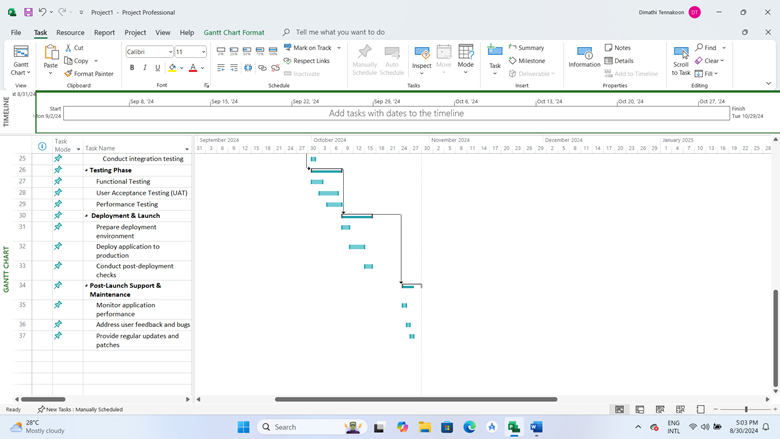 Project1 - Project Professional
Dimathi Tennakoon
DT
File Task Resource Report Project View Help Gantt Chart Format Tell me what you want to do
Gantt Chart
View
Paste
Cut
Copy
Format Painter
Clipboard
Calibri 11
B I U A
Font
0% 25% 50% 75% 100%
Mark on Track
Respect Links
Inactivate
Schedule
Manually Schedule
Auto Schedule
Inspect
Move
Mode
Tasks
Task
Summary
Milestone
Deliverable
Insert
Information
Notes
Details
Add to Timeline
Properties
Scroll to Task
Find
Clear
Fill
Editing
TIMELINE
Sep 8, '24 Sep 15, '24 Sep 22, '24 Sep 29, '24 Oct 6, '24 Oct 13, '24 Oct 20, '24 Oct 27, '24
Start
Mon 9/2/24
Add tasks with dates to the timeline
Finish
Tue 10/29/24
GANTT CHART
Task Mode
Task Name
September 2024 October 2024 November 2024 December 2024 January 2025
31 3 6 9 12 15 18 21 24 27 30 3 6 9 12 15 18 21 24 27 30 2 5 8 11 14 17 20 23 26 29 2 5 8 11 14 17 20 23 26 29 1 4 7 10 13 16 19 22 25 28
25 Conduct integration testing
26 Testing Phase
27 Functional Testing
28 User Acceptance Testing (UAT)
29 Performance Testing
30 Deployment & Launch
31 Prepare deployment
environment
32 Deploy application to
production
33 Conduct post-deployment
checks
34 Post-Launch Support &
Maintenance
35 Monitor application
performance
36 Address user feedback and bugs
37 Provide regular updates and
patches
Ready New Tasks : Manually Scheduled
28°C
Mostly cloudy
Search
ENG
INTL
5:03 PM
8/30/2024